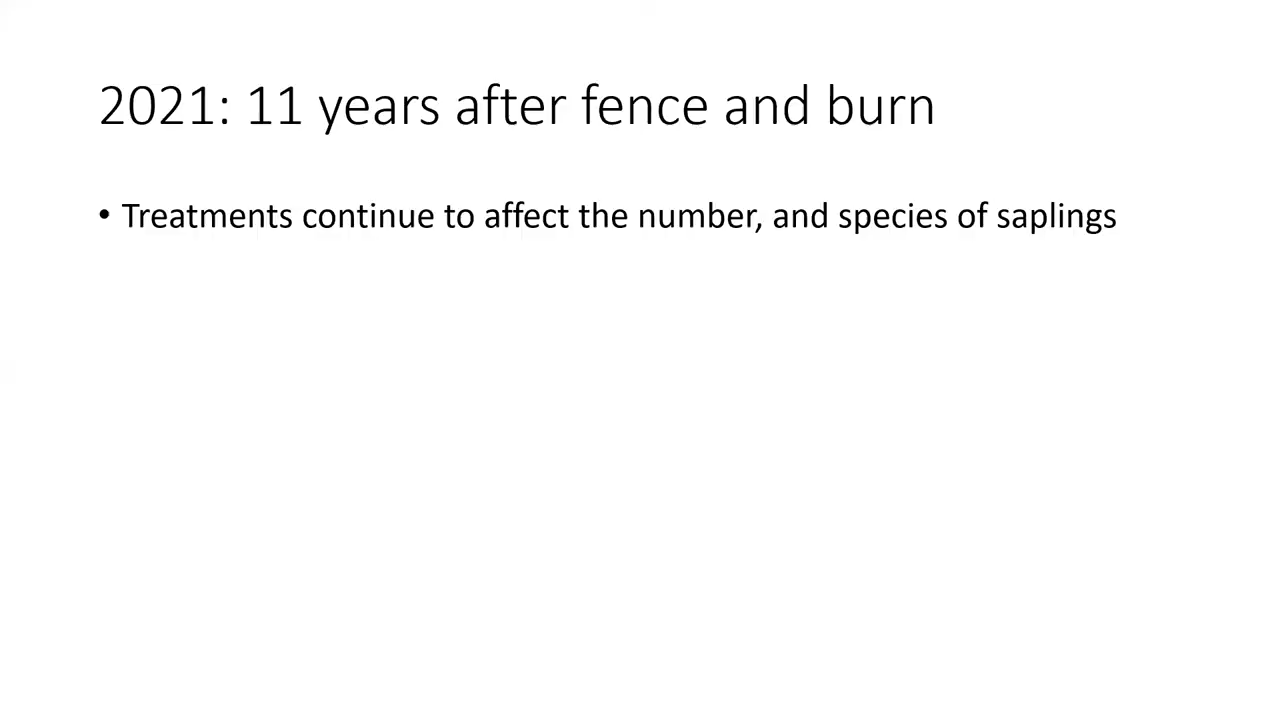 2021: 11 years after fence and burn
• Treatments continue to affect the number, and species of saplings